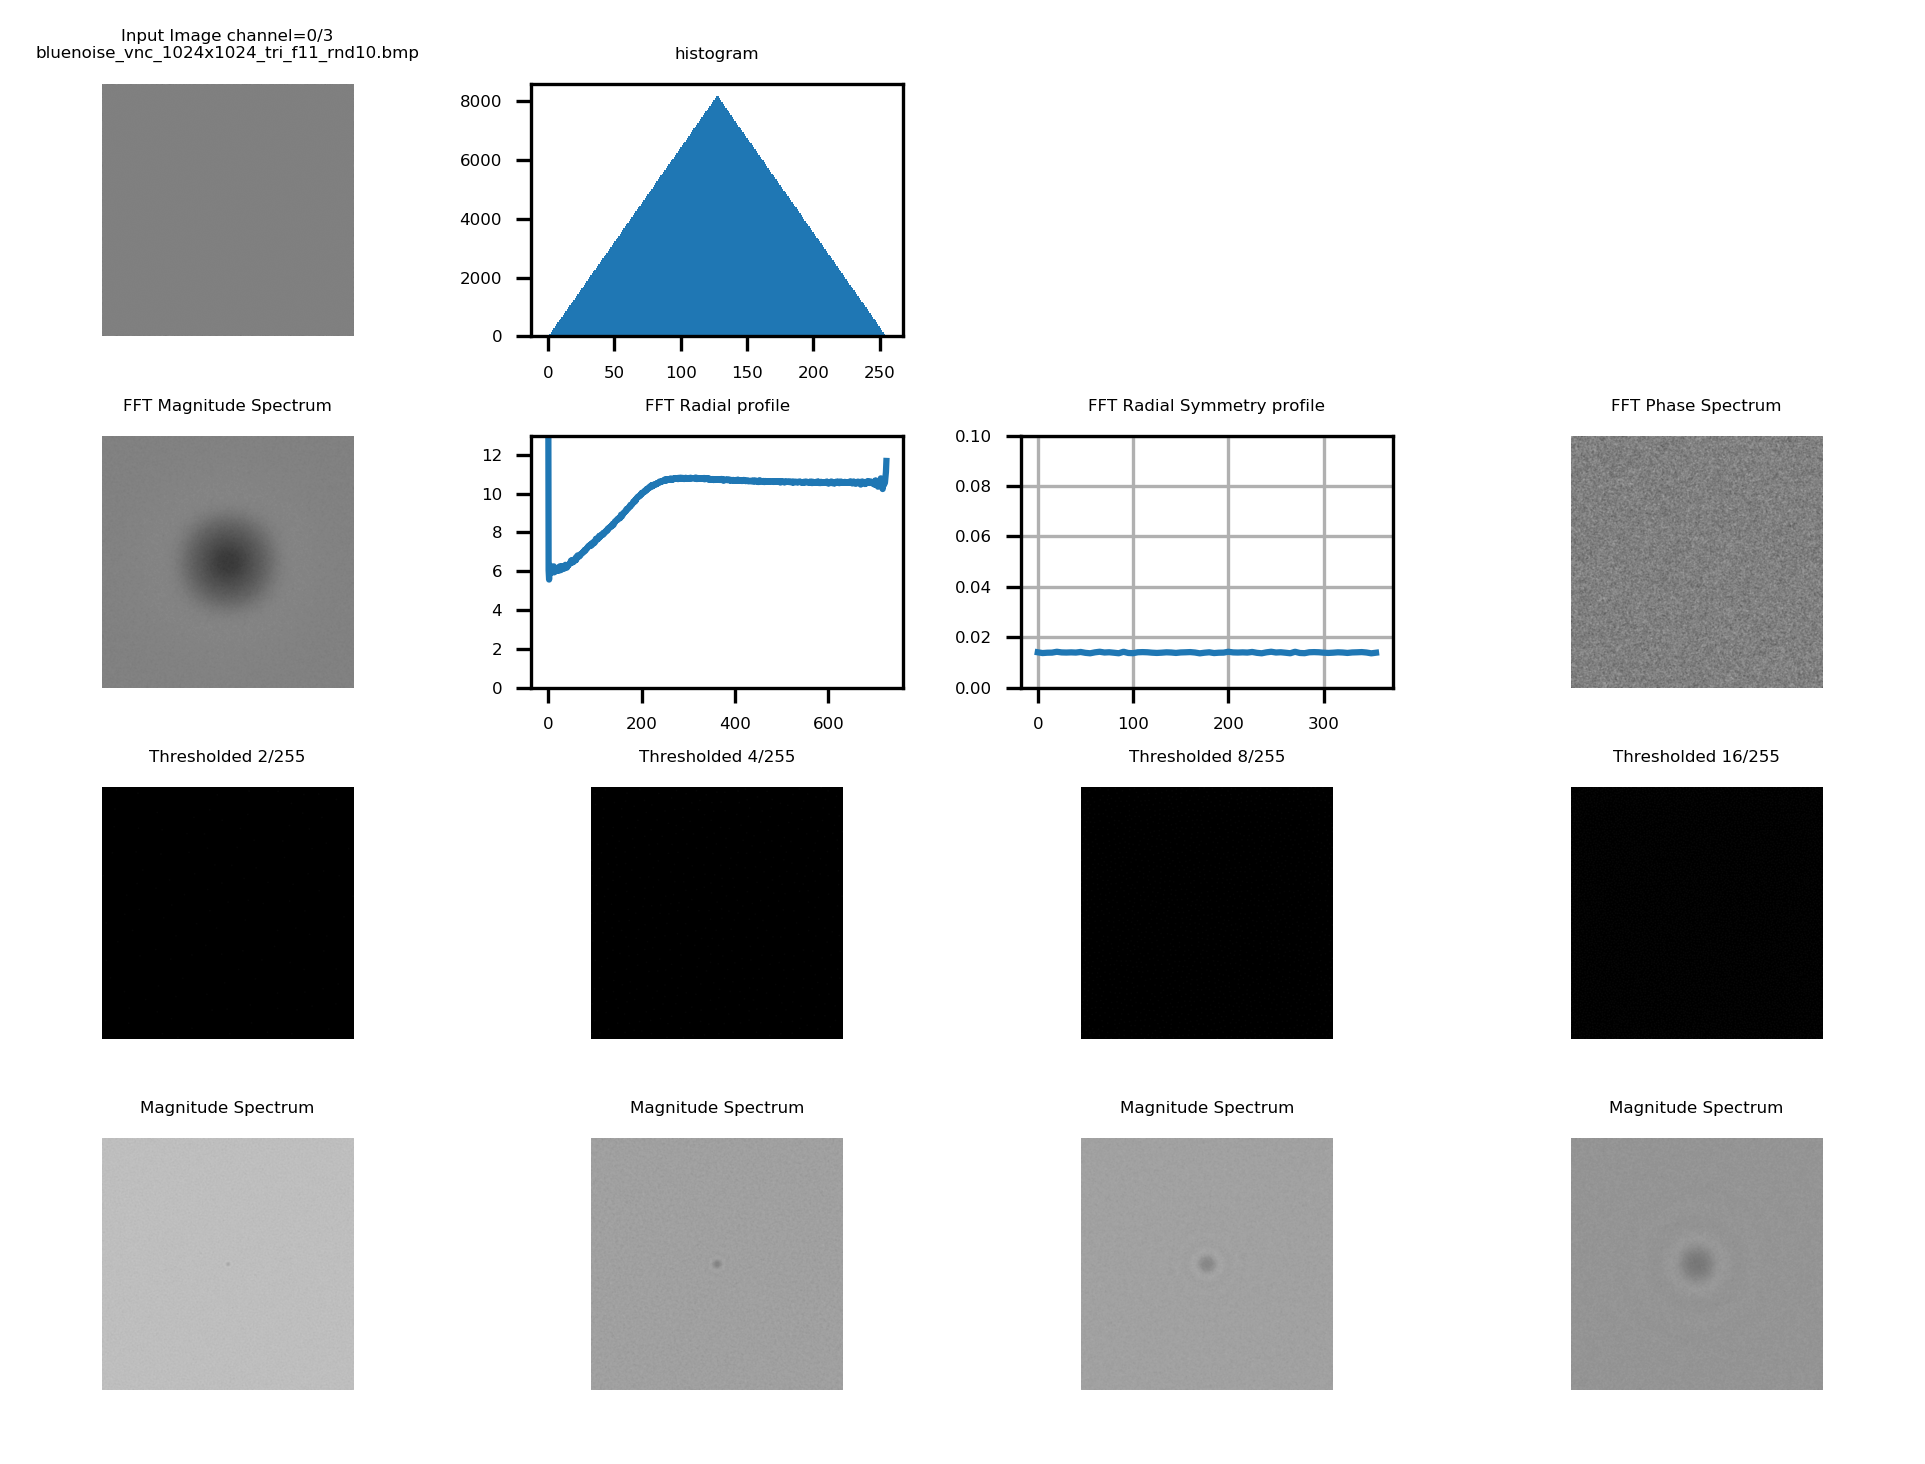 Input Image channel=0/3
bluenoise_vnc_1024x1024_tri_f11_rnd10.bmp
histogram
8000
6000
4000
2000
0
0 50 100 150 200 250
FFT Magnitude Spectrum
FFT Radial profile
12
10
8
6
4
2
0
0 200 400 600
FFT Radial Symmetry profile
0.10
0.08
0.06
0.04
0.02
0.00
0 100 200 300
FFT Phase Spectrum
Thresholded 2/255
Thresholded 4/255
Thresholded 8/255
Thresholded 16/255
Magnitude Spectrum
Magnitude Spectrum
Magnitude Spectrum
Magnitude Spectrum